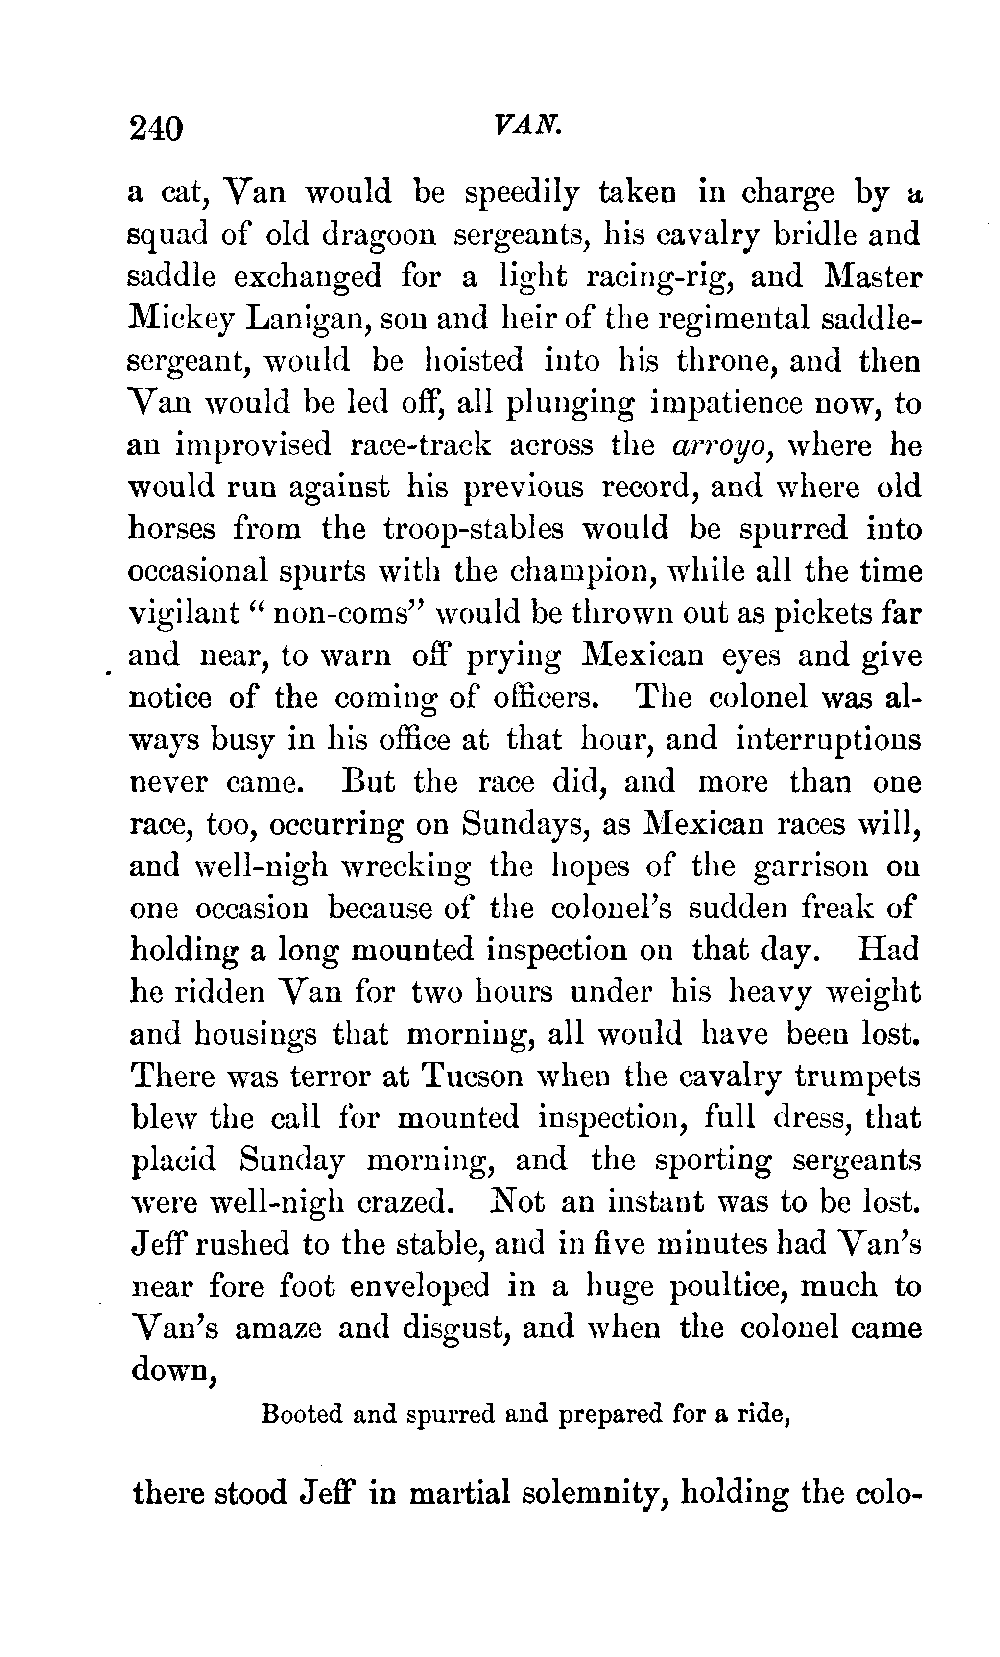 240 VAN.
a cat, Van would be speedily taken in charge by a
squad of old dragoon sergeants, his cavalry bridle and
saddle exchanged for a light racing-rig, and Master
Mickey Lanigan, son and heir of the regimental saddle-
sergeant, would be hoisted into his throne, and then
Van would be led off, all plunging impatience now, to
an improvised race-track across the arroyo, where he
would run against his previous record, and where old
horses from the troop-stables would be spurred into
occasional spurts with the champion, while all the time
vigilant “ non-coms” would be thrown out as pickets far
and near, to warn off prying Mexican eyes and give
notice of the coming of officers. The colonel was al-
ways busy in his office at that hour, and interruptions
never came. But the race did, and more than one
race, too, occurring on Sundays, as Mexican races will,
and well-nigh wrecking the hopes of the garrison on
one occasion because of the colonel’s sudden freak of
holding a long mounted inspection on that day. Had
he ridden Van for two hours under his heavy weight
and housings that morning, all would have been lost.
There was terror at Tucson when the cavalry trumpets
blew the call for mounted inspection, full dress, that
placid Sunday morning, and the sporting sergeants
were well-nigh crazed. Not an instant was to be lost.
Jeff rushed to the stable, and in five minutes had Van’s
near fore foot enveloped in a huge poultice, much to
Van’s amaze and disgust, and when the colonel came
down,
Booted and spurred and prepared for a ride,
there stood Jeff in martial solemnity, holding the colo-